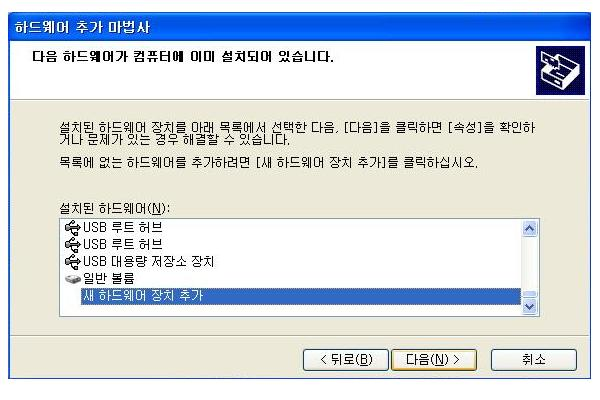 하드웨어 추가 마법사
다음 하드웨어가 컴퓨터에 이미 설치되어 있습니다.
설치된 하드웨어 장치를 아래 목록에서 선택한 다음, [다음]을 클릭하면 [속성]을 확인하
거나 문제가 있는 경우 해결할 수 있습니다.
목록에 없는 하드웨어를 추가하려면 [새 하드웨어 장치 추가]를 클릭하십시오.
설치된 하드웨어(N):
USB 루트 허브
USB 루트 허브
USB 대용량 저장소 장치
일반 볼륨
새 하드웨어 장치 추가
< 뒤로(B) 다음(N) > 취소